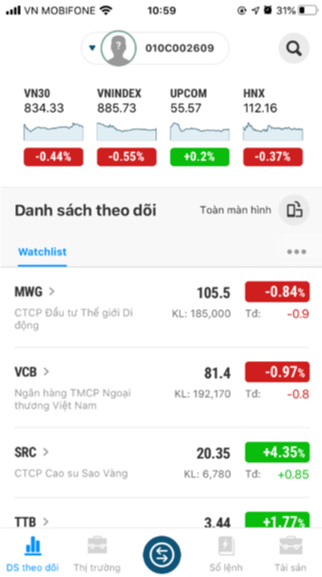 VN MOBIFONE 10:59 31%
010C002609
VN30 VNINDEX UPCOM HNX
834.33 885.73 55.57 112.16
-0.44% -0.55% +0.2% -0.37%
Danh sách theo dõi Toàn màn hình
Watchlist
MWG 105.5 -0.84%
CTCP Đầu tư Thế giới Di KL: 185,000 Tđ: -0.9
động
VCB 81.4 -0.97%
Ngân hàng TMCP Ngoại KL: 192,170 Tđ: -0.8
thương Việt Nam
SRC 20.35 +4.35%
CTCP Cao su Sao Vàng KL: 6,780 Tđ: +0.85
TTB 3.44 +1.77%
DS theo dõi Thị trường Sổ lệnh Tài sản